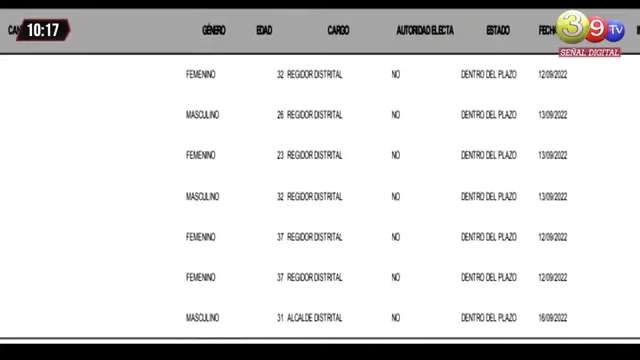 10:17
GÉNERO EDAD CARGO AUTORIDAD ELECTA ESTADO
39TV
SEÑAL DIGITAL
FEMENINO 32 REGIDOR DISTRITAL NO DENTRO DEL PLAZO 12/09/2022
MASCULINO 26 REGIDOR DISTRITAL NO DENTRO DEL PLAZO 13/09/2022
FEMENINO 23 REGIDOR DISTRITAL NO DENTRO DEL PLAZO 13/09/2022
MASCULINO 32 REGIDOR DISTRITAL NO DENTRO DEL PLAZO 13/09/2022
FEMENINO 37 REGIDOR DISTRITAL NO DENTRO DEL PLAZO 12/09/2022
FEMENINO 37 REGIDOR DISTRITAL NO DENTRO DEL PLAZO 12/09/2022
MASCULINO 31 ALCALDE DISTRITAL NO DENTRO DEL PLAZO 16/09/2022